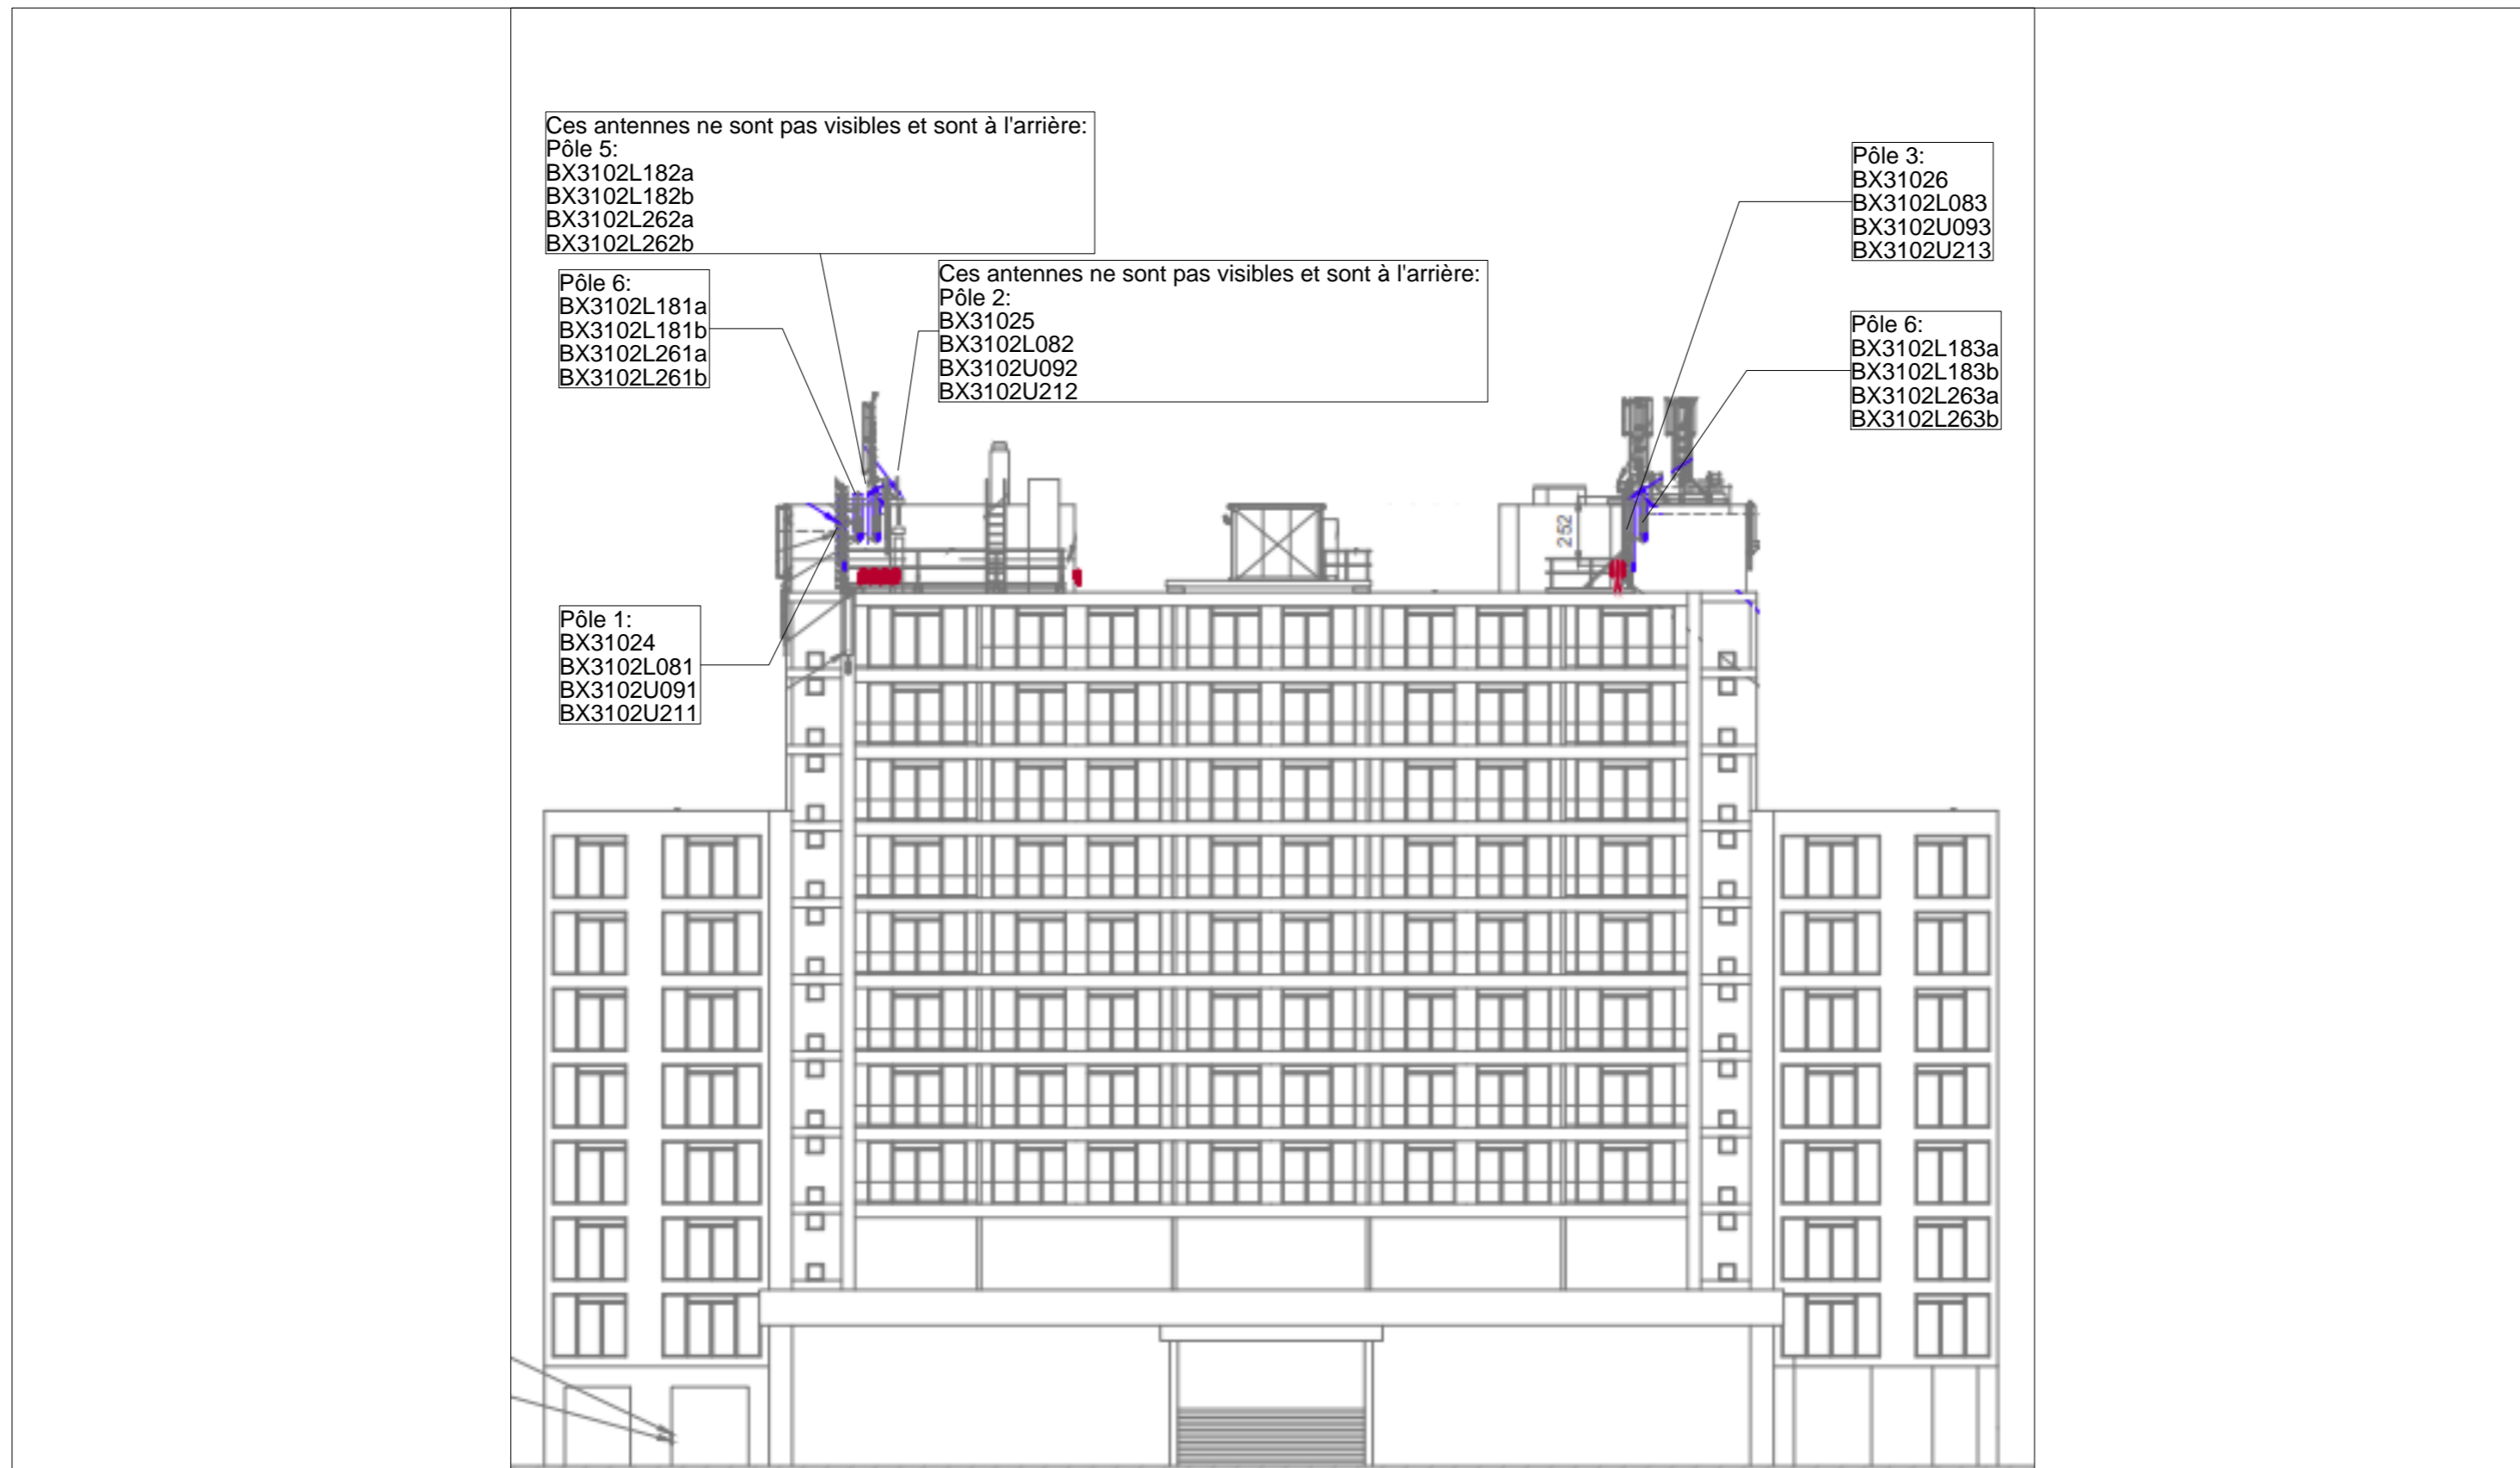 Ces antennes ne sont pas visibles et sont à l'arrière:
Pôle 5:
BX3102L182a
BX3102L182b
BX3102L262a
BX3102L262b
Pôle 6:
BX3102L181a
BX3102L181b
BX3102L261a
BX3102L261b
Ces antennes ne sont pas visibles et sont à l'arrière:
Pôle 2:
BX31025
BX3102L082
BX3102U092
BX3102U212
Pôle 3:
BX31026
BX3102L083
BX3102U093
BX3102U213
Pôle 6:
BX3102L183a
BX3102L183b
BX3102L263a
BX3102L263b
252
Pôle 1:
BX31024
BX3102L081
BX3102U091
BX3102U211